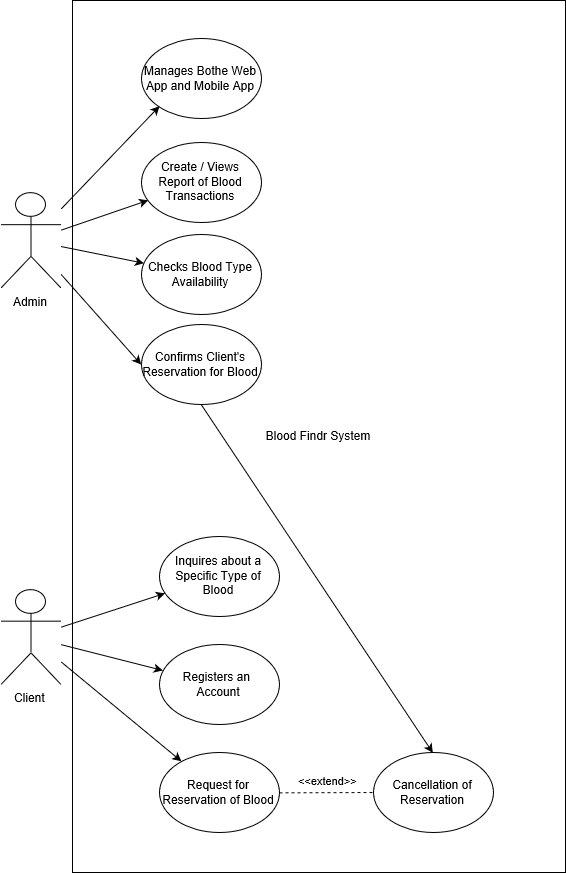 Manages Bothe Web
App and Mobile App
Create / Views
Report of Blood
Transactions
Checks Blood Type
Availability
Admin
Confirms Client's
Reservation for Blood
Blood Findr System
Inquires about a
Specific Type of
Blood
Registers an
Account
Client
Request for
Reservation of Blood
<<extend>>
Cancellation of
Reservation